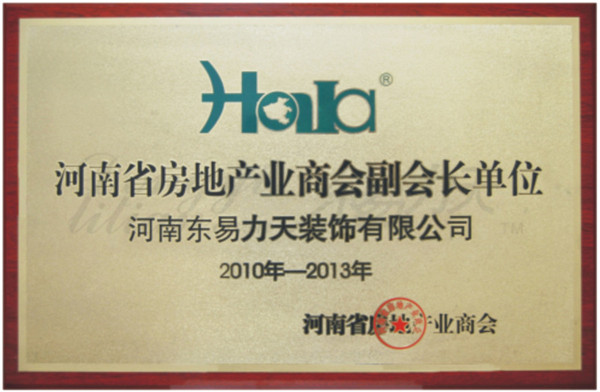 Hala®
河南省房地产业商会副会长单位
河南东易力天装饰有限公司
2010年—2013年
河南省房地产业商会